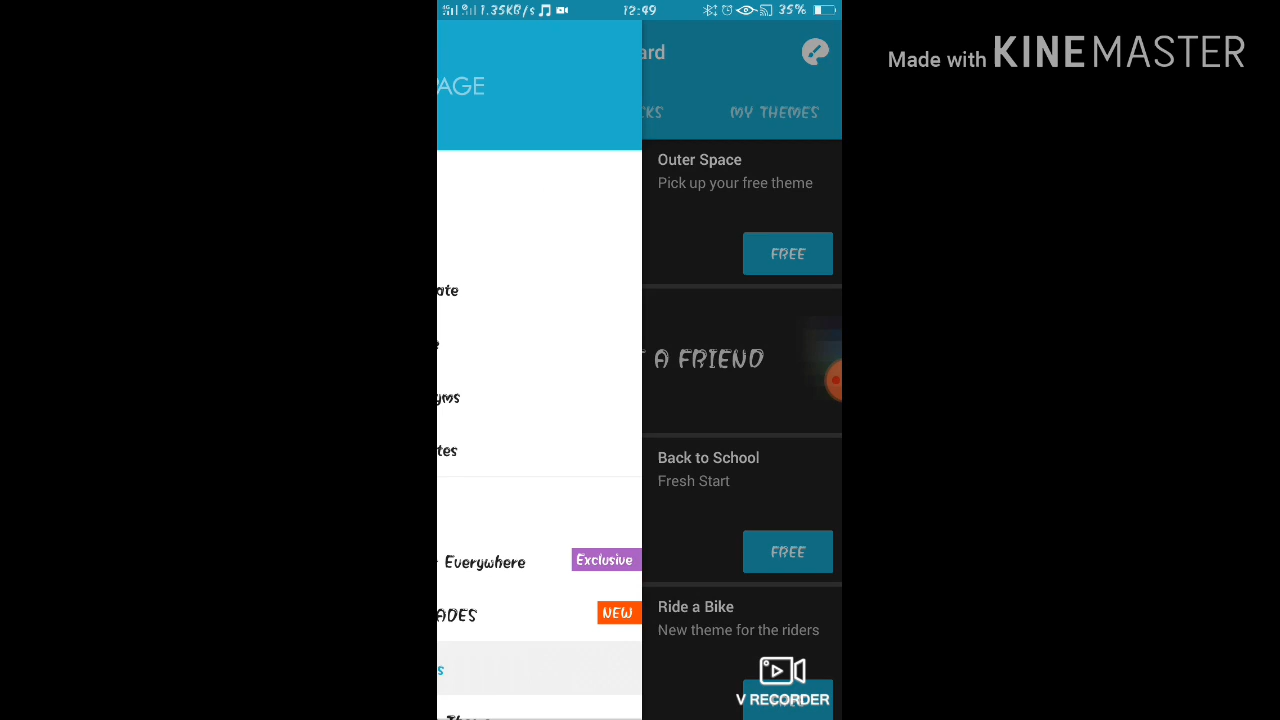 1.35KB/s 12:49 35%
Made with KINEMASTER
PAGE
ard
CKS MY THEMES
Outer Space
Pick up your free theme
FREE
ate
T A FRIEND
yms
tes
Back to School
Fresh Start
FREE
Everywhere Exclusive
ADES NEW
Ride a Bike
New theme for the riders
s
V RECORDER